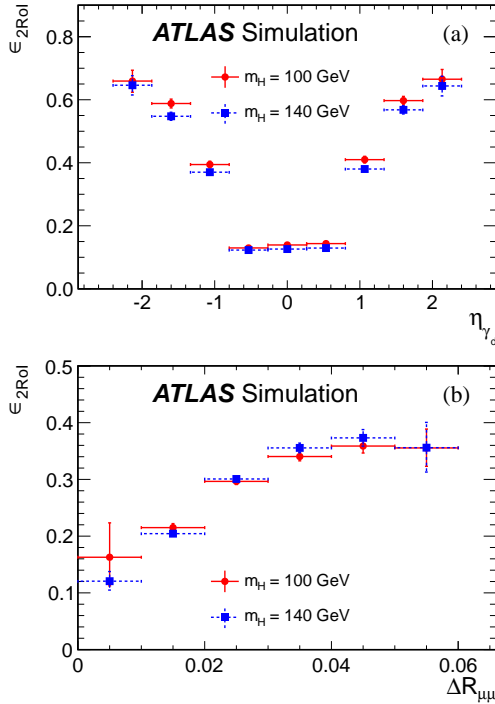 ϵ2RoI
0.8
0.6
0.4
0.2
0.0
ATLAS Simulation
(a)
mH = 100 GeV
mH = 140 GeV
-2 -1 0 1 2
ηγd
ϵ2RoI
0.5
0.4
0.3
0.2
0.1
0
ATLAS Simulation
(b)
mH = 100 GeV
mH = 140 GeV
0 0.02 0.04 0.06
ΔRμμ